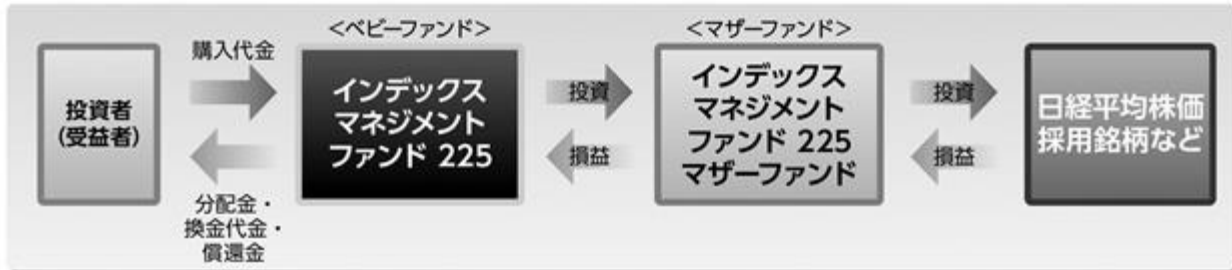 <ベビーファンド>
<マザーファンド>
購入代金
投資者
(受益者)
分配金・
換金代金・
償還金
インデックス
マネジメント
ファンド 225
投資
損益
インデックス
マネジメント
ファンド 225
マザーファンド
投資
損益
日経平均株価
採用銘柄など